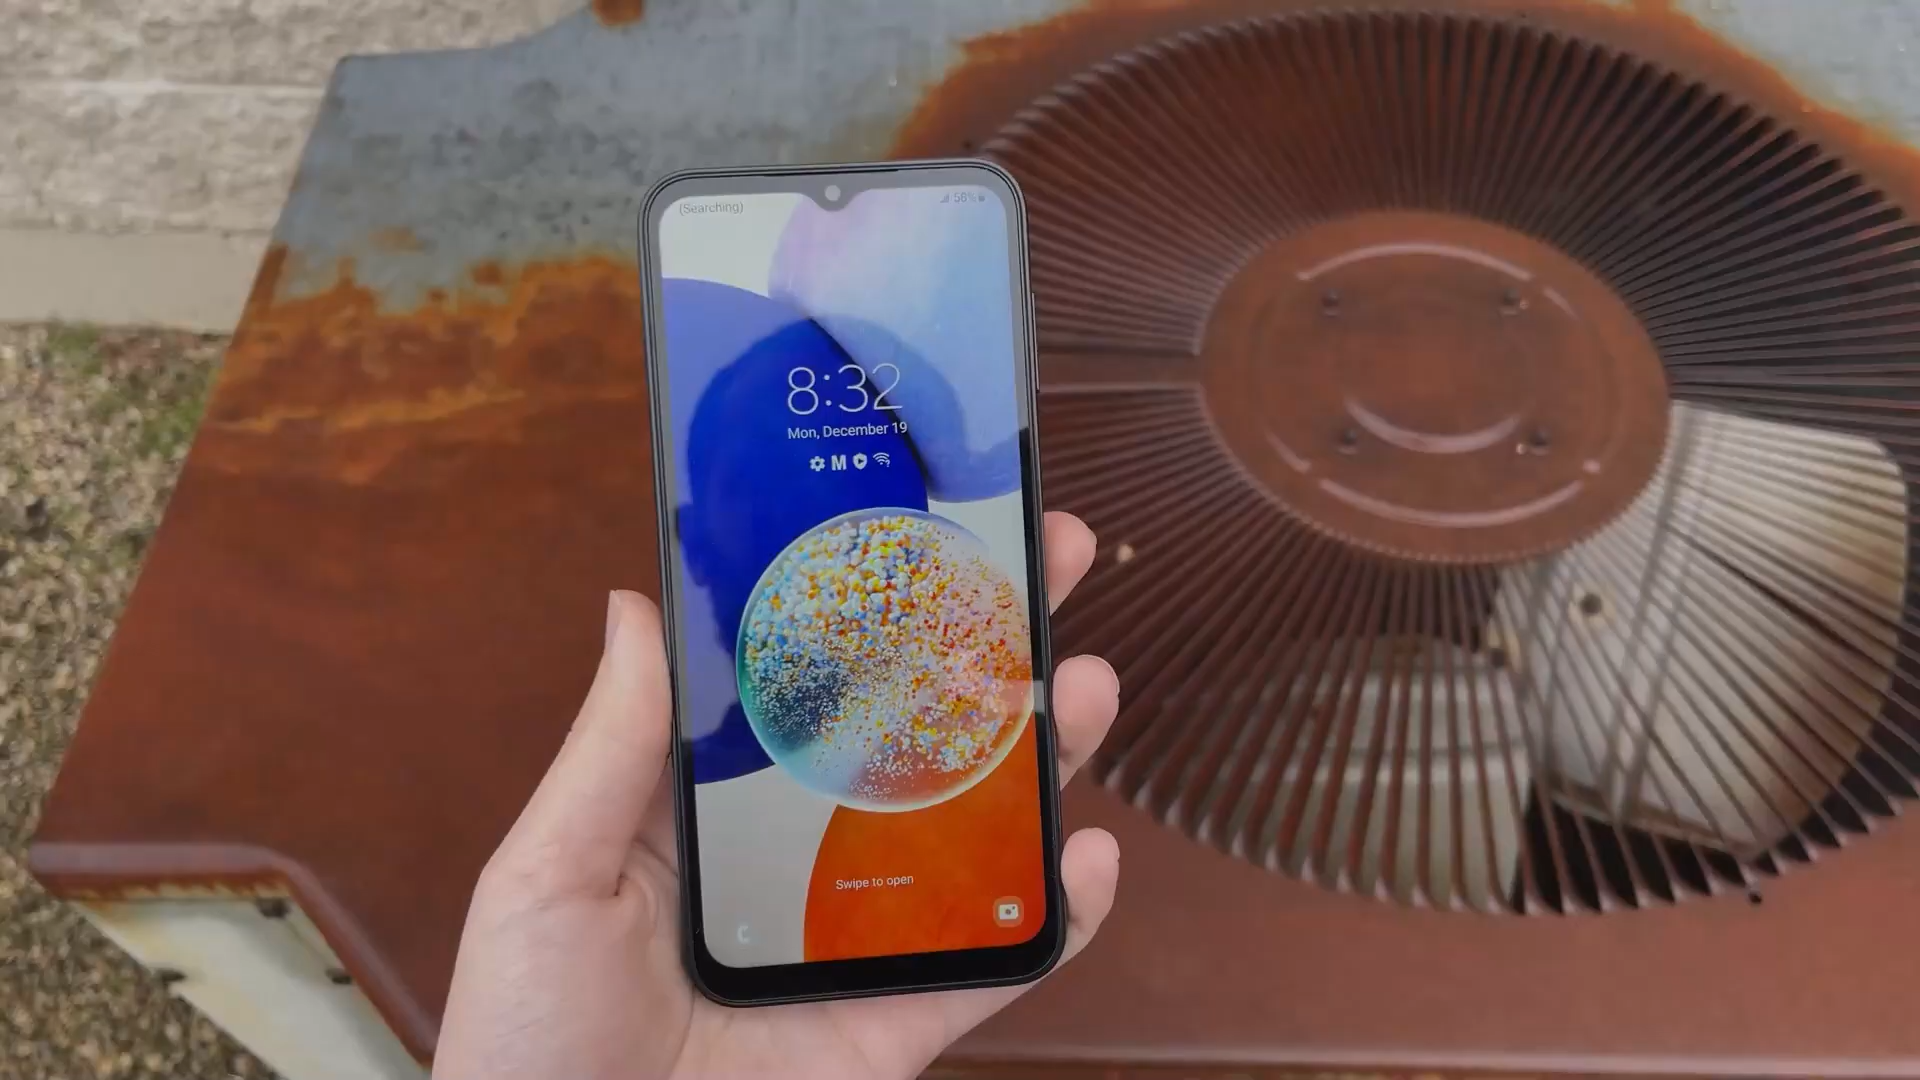 (Searching)
58%
8:32
Mon, December 19
M
Swipe to open